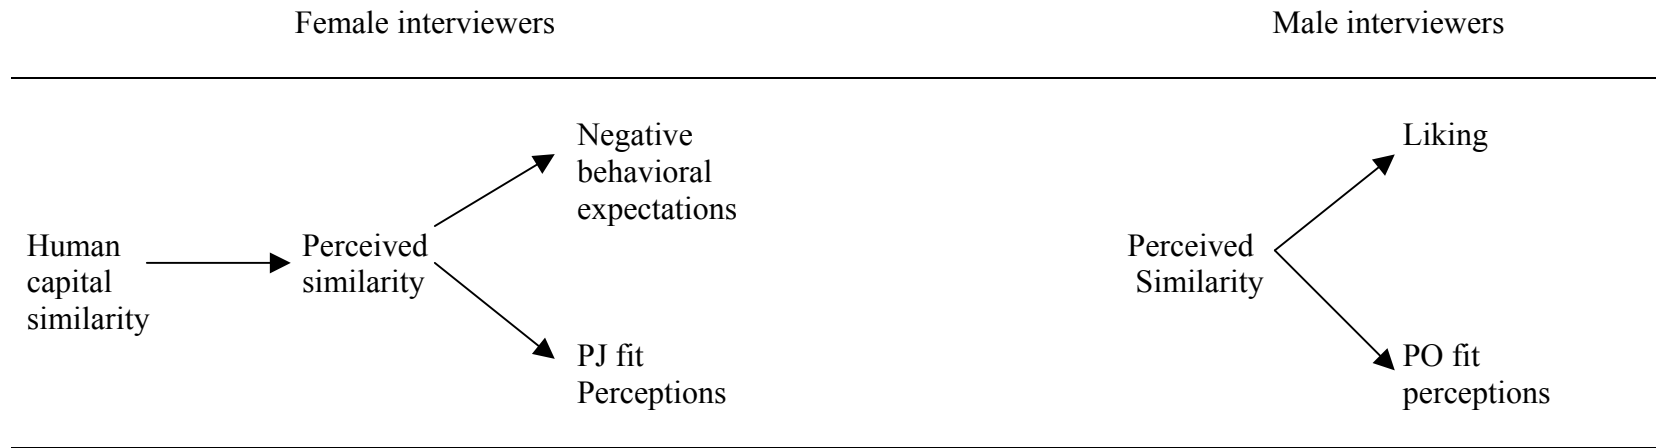 Female interviewers
Male interviewers
Negative
behavioral
expectations
Human
capital
similarity
Perceived
similarity
PJ fit
Perceptions
Liking
Perceived
Similarity
PO fit
perceptions